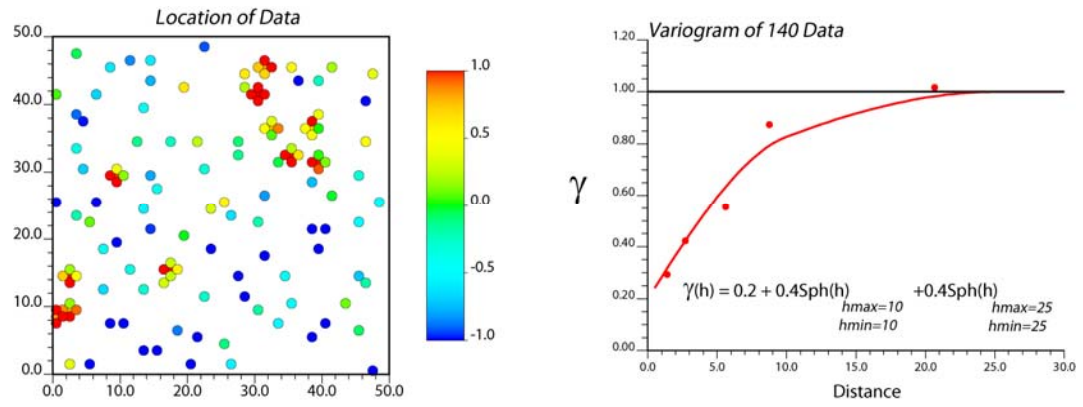 Location of Data
50.0
40.0
30.0
20.0
10.0
0.0
0.0 10.0 20.0 30.0 40.0 50.0
1.0
0.5
0.0
-0.5
-1.0
Variogram of 140 Data
γ
1.20
1.00
0.80
0.60
0.40
0.20
0.00
γ(h) = 0.2 + 0.4Sph(h) +0.4Sph(h)
hmax=10 hmax=25
hmin=10 hmin=25
0.0 5.0 10.0 15.0 20.0 25.0 30.0
Distance